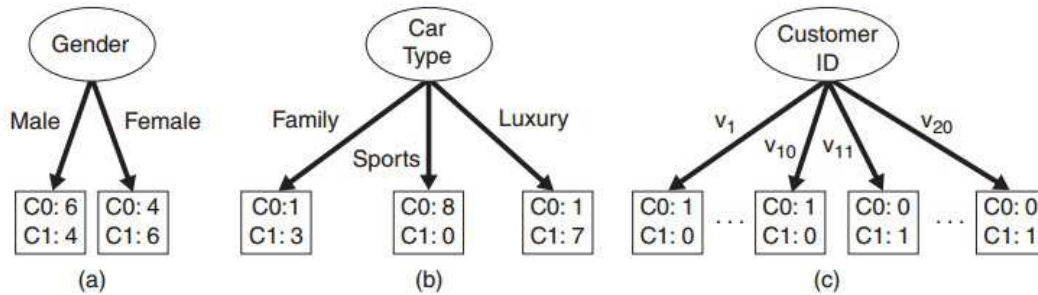 Gender
Male
Female
C0: 6
C1: 4
C0: 4
C1: 6
(a)
Car
Type
Family
Sports
Luxury
C0:1
C1: 3
C0: 8
C1: 0
C0: 1
C1: 7
(b)
Customer
ID
v1
v10
v11
v20
C0: 1
C1: 0
. . .
C0: 1
C1: 0
C0: 0
C1: 1
. . .
C0: 0
C1: 1
(c)